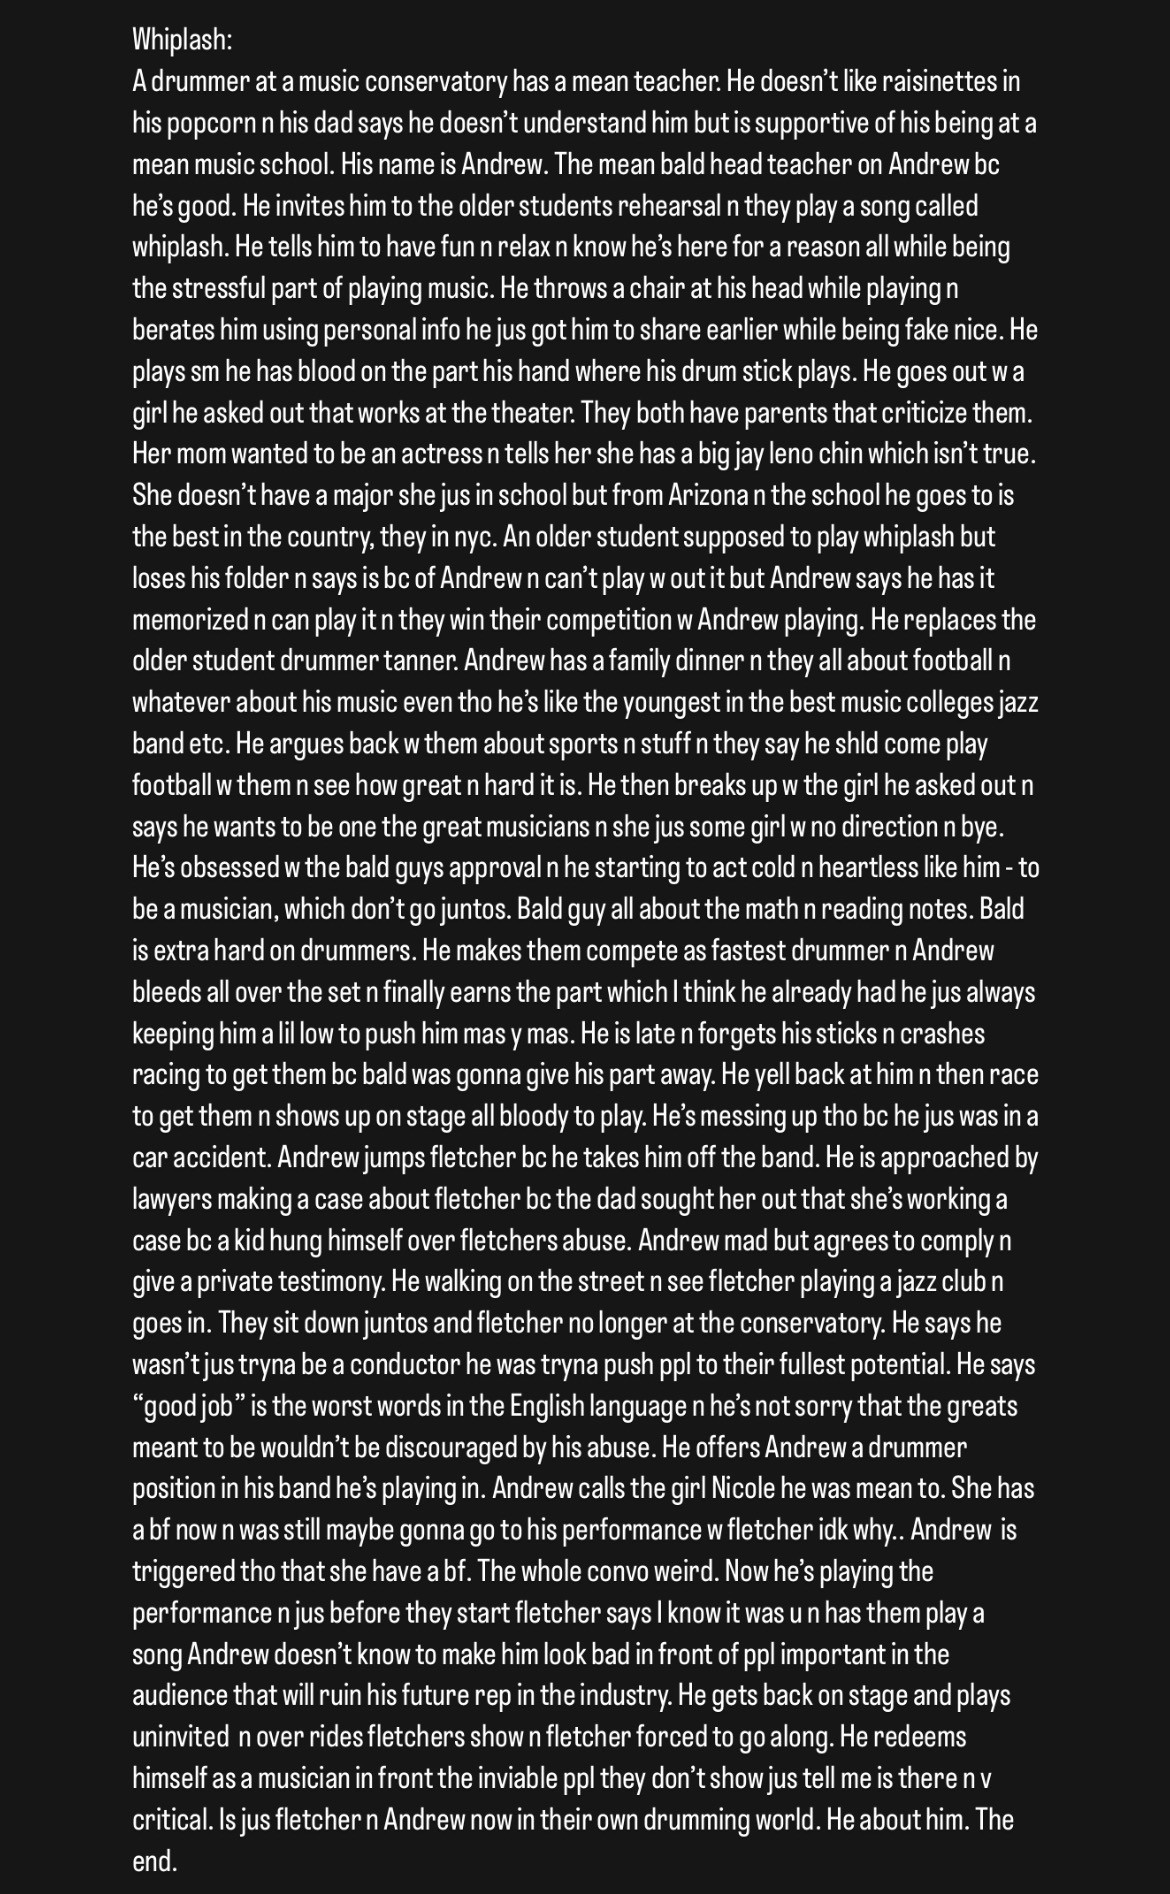 Whiplash:
A drummer at a music conservatory has a mean teacher. He doesn’t like raisinettes in
his popcorn n his dad says he doesn’t understand him but is supportive of his being at a
mean music school. His name is Andrew. The mean bald head teacher on Andrew bc
he’s good. He invites him to the older students rehearsal n they play a song called
whiplash. He tells him to have fun n relax n know he’s here for a reason all while being
the stressful part of playing music. He throws a chair at his head while playing n
berates him using personal info he jus got him to share earlier while being fake nice. He
plays sm he has blood on the part his hand where his drum stick plays. He goes out w a
girl he asked out that works at the theater. They both have parents that criticize them.
Her mom wanted to be an actress n tells her she has a big jay leno chin which isn’t true.
She doesn’t have a major she jus in school but from Arizona n the school he goes to is
the best in the country, they in nyc. An older student supposed to play whiplash but
loses his folder n says is bc of Andrew n can’t play w out it but Andrew says he has it
memorized n can play it n they win their competition w Andrew playing. He replaces the
older student drummer tanner. Andrew has a family dinner n they all about football n
whatever about his music even tho he’s like the youngest in the best music colleges jazz
band etc. He argues back w them about sports n stuff n they say he shld come play
football w them n see how great n hard it is. He then breaks up w the girl he asked out n
says he wants to be one the great musicians n she jus some girl w no direction n bye.
He’s obsessed w the bald guys approval n he starting to act cold n heartless like him - to
be a musician, which don’t go juntos. Bald guy all about the math n reading notes. Bald
is extra hard on drummers. He makes them compete as fastest drummer n Andrew
bleeds all over the set n finally earns the part which I think he already had he jus always
keeping him a lil low to push him mas y mas. He is late n forgets his sticks n crashes
racing to get them bc bald was gonna give his part away. He yell back at him n then race
to get them n shows up on stage all bloody to play. He’s messing up tho bc he jus was in a
car accident. Andrew jumps fletcher bc he takes him off the band. He is approached by
lawyers making a case about fletcher bc the dad sought her out that she’s working a
case bc a kid hung himself over fletchers abuse. Andrew mad but agrees to comply n
give a private testimony. He walking on the street n see fletcher playing a jazz club n
goes in. They sit down juntos and fletcher no longer at the conservatory. He says he
wasn’t jus tryna be a conductor he was tryna push ppl to their fullest potential. He says
“good job” is the worst words in the English language n he’s not sorry that the greats
meant to be wouldn’t be discouraged by his abuse. He offers Andrew a drummer
position in his band he’s playing in. Andrew calls the girl Nicole he was mean to. She has
a bf now n was still maybe gonna go to his performance w fletcher idk why.. Andrew  is
triggered tho that she have a bf. The whole convo weird. Now he’s playing the
performance n jus before they start fletcher says I know it was u n has them play a
song Andrew doesn’t know to make him look bad in front of ppl important in the
audience that will ruin his future rep in the industry. He gets back on stage and plays
uninvited  n over rides fletchers show n fletcher forced to go along. He redeems
himself as a musician in front the inviable ppl they don’t show jus tell me is there n v
critical. Is jus fletcher n Andrew now in their own drumming world. He about him. The
end.